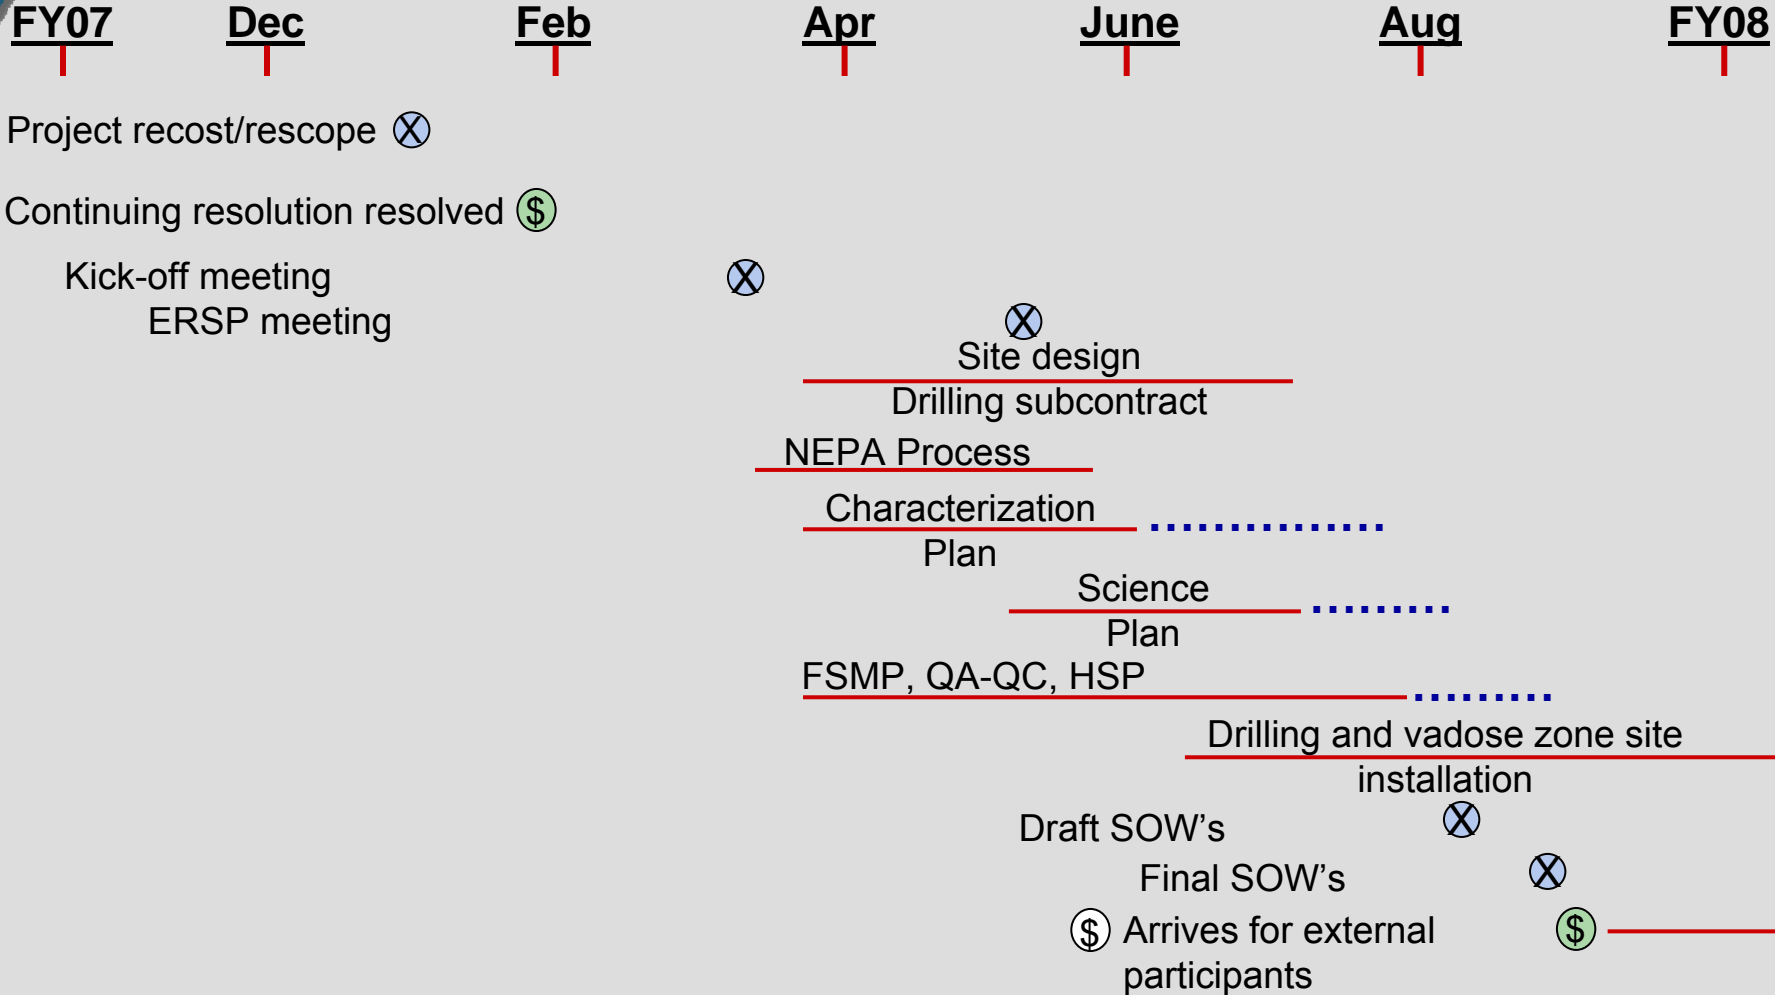 FY07 Dec Feb Apr June Aug FY08
Project recost/rescope X
Continuing resolution resolved $
Kick-off meeting X
ERSP meeting X
Site design
Drilling subcontract
NEPA Process
Characterization
Plan
Science
Plan
FSMP, QA-QC, HSP
Drilling and vadose zone site
installation
Draft SOW's X
Final SOW's X
$ Arrives for external $
participants